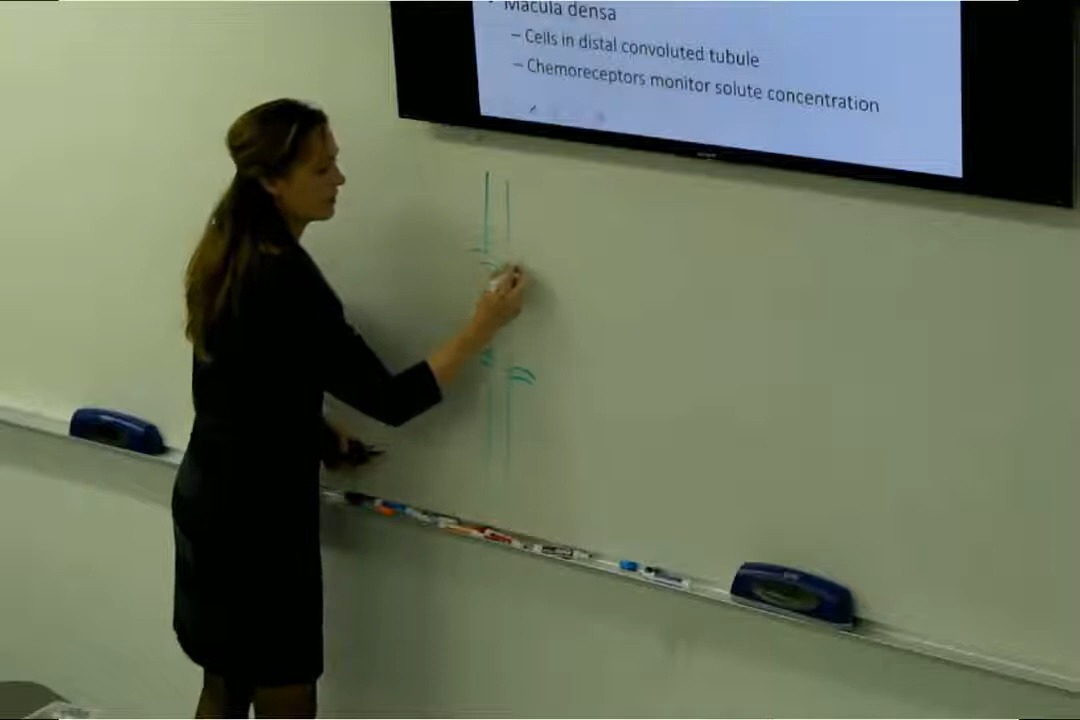 • Macula densa
– Cells in distal convoluted tubule
– Chemoreceptors monitor solute concentration